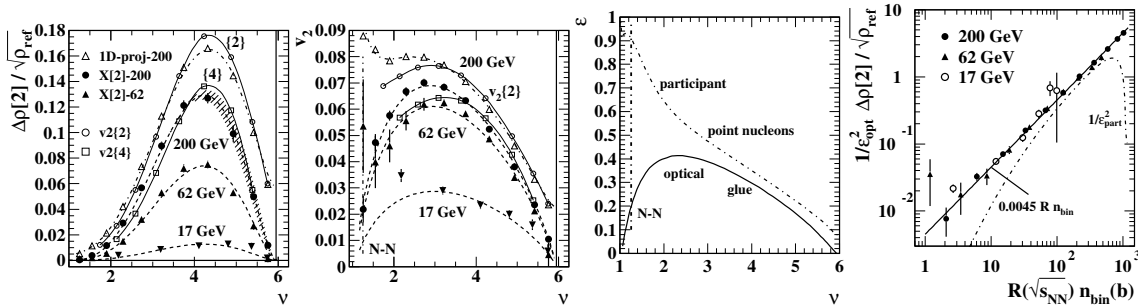 Δρ[2] / √ρref
0.18
0.16
0.14
0.12
0.10
0.08
0.06
0.04
0.02
0
1D-proj-200
X[2]-200
X[2]-62
v2{2}
v2{4}
{2}
{4}
200 GeV
62 GeV
17 GeV
2 4 6
ν
v2
0.09
0.08
0.07
0.06
0.05
0.04
0.03
0.02
0.01
0.00
200 GeV
v2{2}
62 GeV
17 GeV
N-N
2 4 6
ν
ε
1
0.9
0.8
0.7
0.6
0.5
0.4
0.3
0.2
0.1
0
participant
point nucleons
optical
glue
N-N
1 2 3 4 5 6
ν
1/ε²opt Δρ[2] / √ρref
10
1
10⁻¹
10⁻²
200 GeV
62 GeV
17 GeV
1/ε²part
0.0045 R nbin
1 10 10² 10³
R(√sNN) nbin(b)